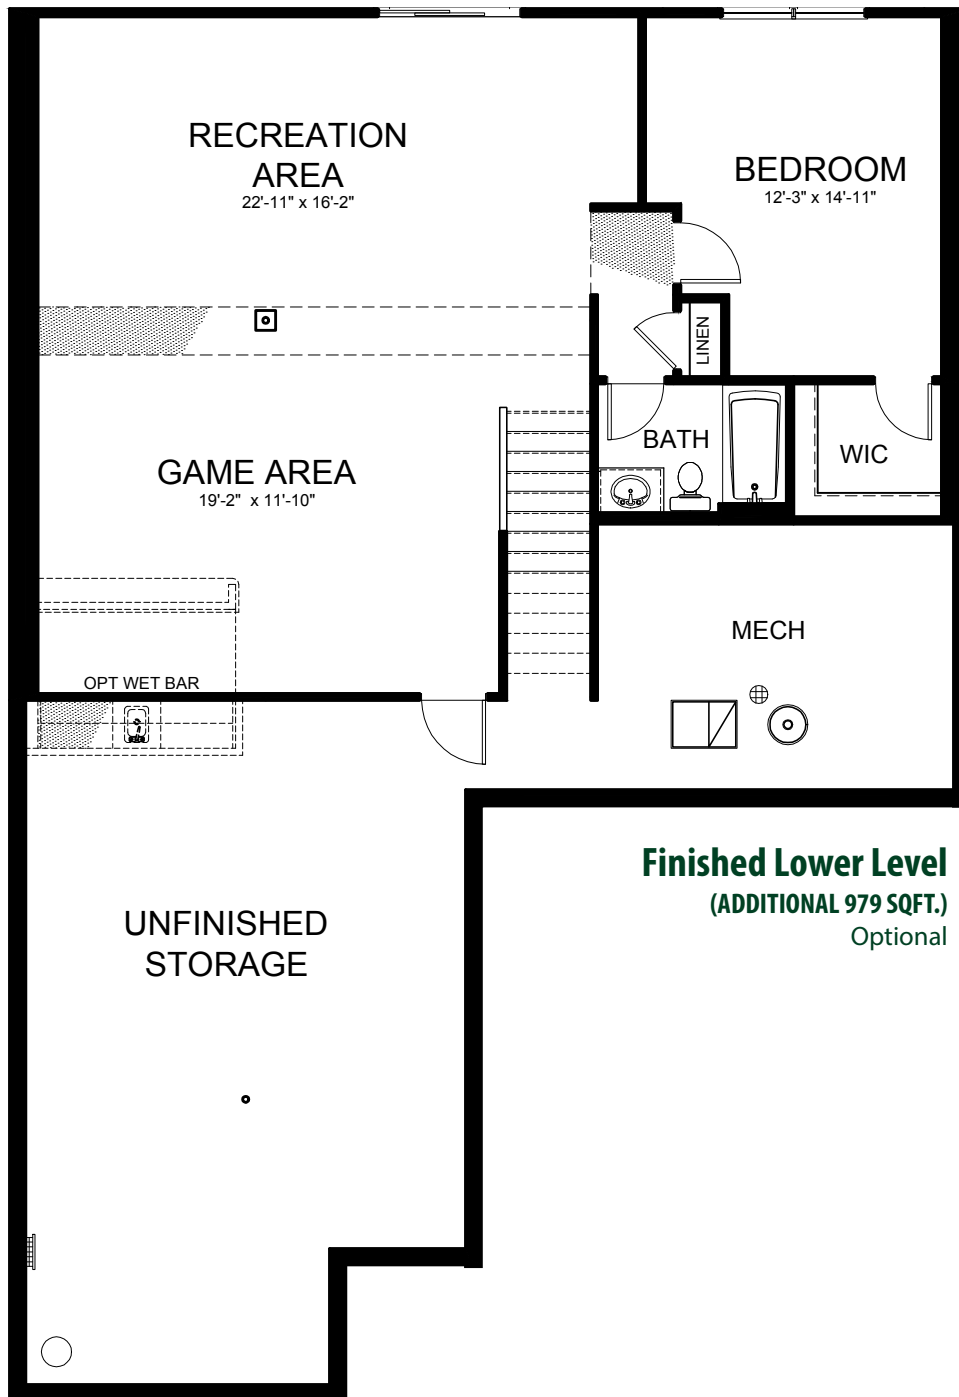 RECREATION
AREA
22'-11" x 16'-2"
BEDROOM
12'-3" x 14'-11"
LINEN
GAME AREA
19'-2" x 11'-10"
BATH
WIC
MECH
OPT WET BAR
Finished Lower Level
(ADDITIONAL 979 SQFT.)
Optional
UNFINISHED
STORAGE